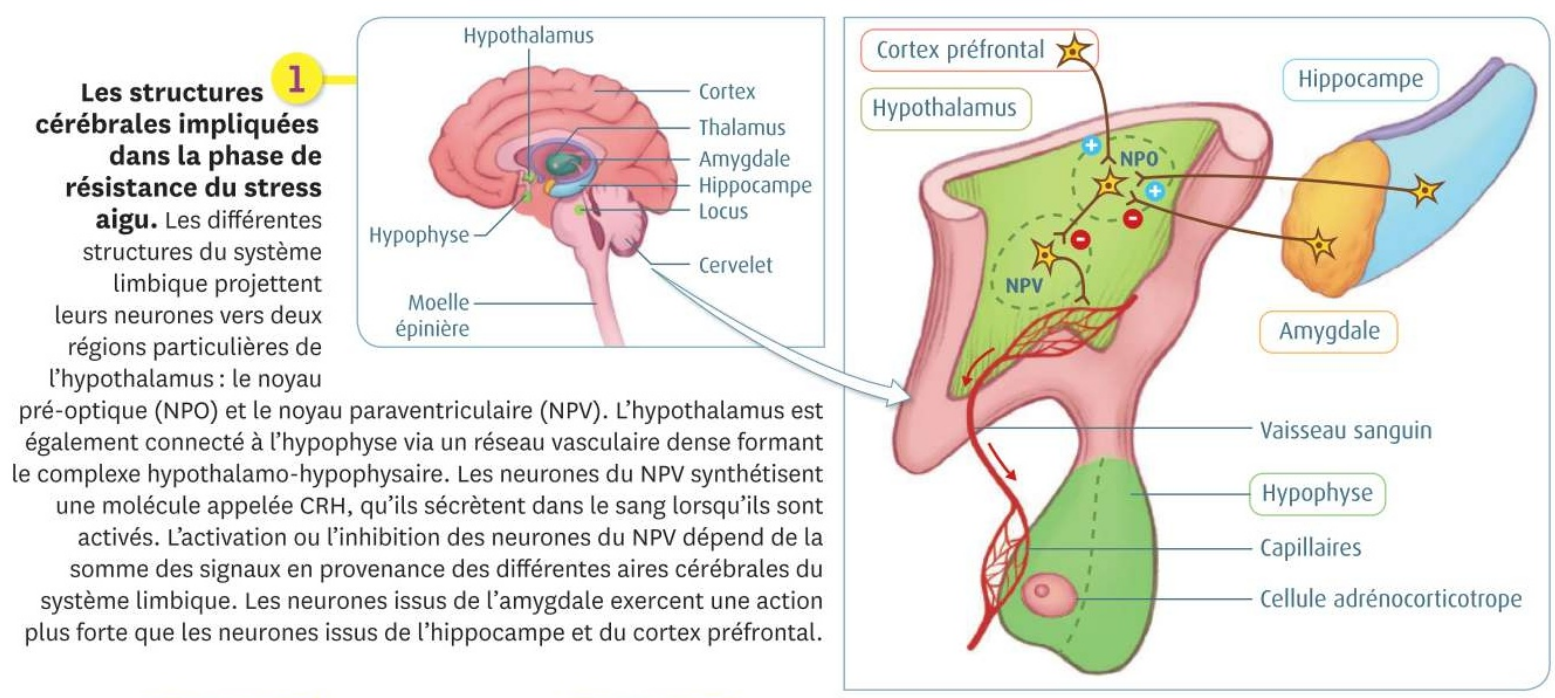 1
Les structures
cérébrales impliquées
dans la phase de
résistance du stress
aigu. Les différentes
structures du système
limbique projettent
leurs neurones vers deux
régions particulières de
l'hypothalamus : le noyau
pré-optique (NPO) et le noyau paraventriculaire (NPV). L'hypothalamus est
également connecté à l'hypophyse via un réseau vasculaire dense formant
le complexe hypothalamo-hypophysaire. Les neurones du NPV synthétisent
une molécule appelée CRH, qu'ils sécrètent dans le sang lorsqu'ils sont
activés. L'activation ou l'inhibition des neurones du NPV dépend de la
somme des signaux en provenance des différentes aires cérébrales du
système limbique. Les neurones issus de l'amygdale exercent une action
plus forte que les neurones issus de l'hippocampe et du cortex préfrontal.
Hypothalamus
Cortex
Thalamus
Amygdale
Hippocampe
Locus
Hypophyse
Cervelet
Moelle
épinière
Cortex préfrontal
Hypothalamus
Hippocampe
+
NPO
+
-
-
NPV
Amygdale
Vaisseau sanguin
Hypophyse
Capillaires
Cellule adrénocorticotrope